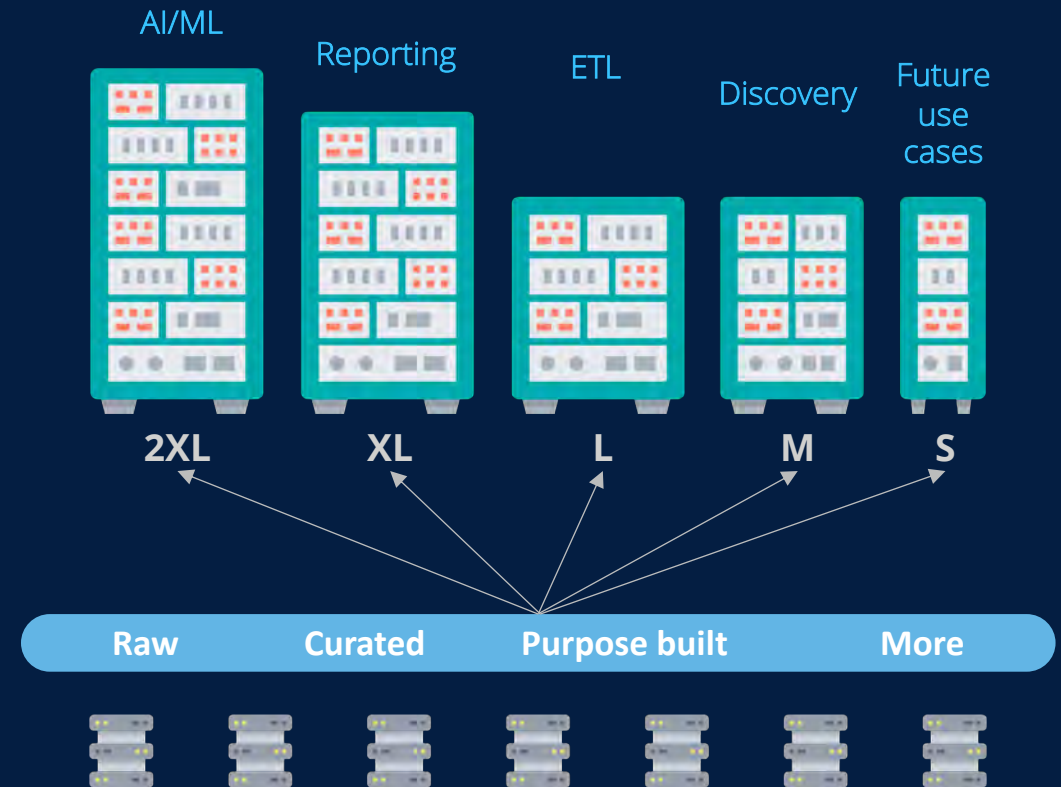 AI/ML
Reporting
ETL
Discovery
Future
use
cases
2XL
XL
L
M
S
Raw
Curated
Purpose built
More